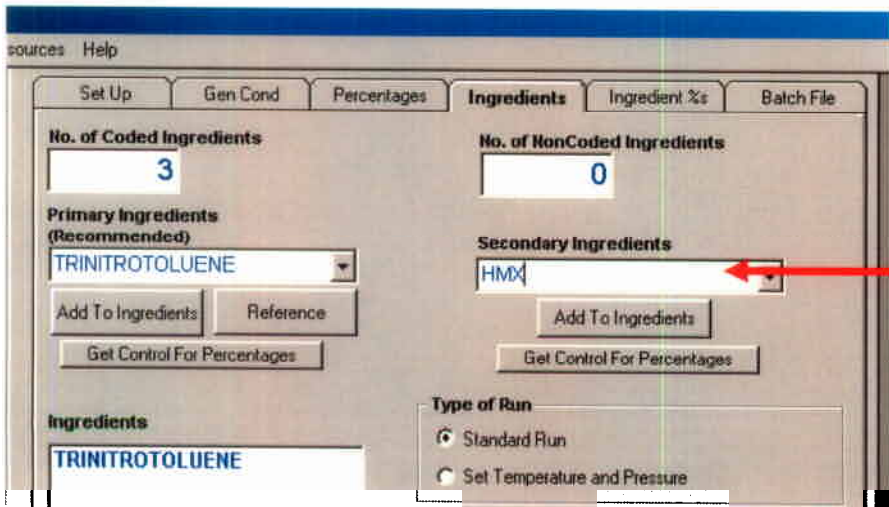 sources Help
Set Up Gen Cond Percentages Ingredients Ingredient %s Batch File
No. of Coded Ingredients
3
No. of NonCoded Ingredients
0
Primary Ingredients
(Recommended)
TRINITROTOLUENE
Secondary Ingredients
HMX
Add To Ingredients Reference
Add To Ingredients
Get Control For Percentages
Get Control For Percentages
Ingredients
TRINITROTOLUENE
Type of Run
Standard Run
Set Temperature and Pressure